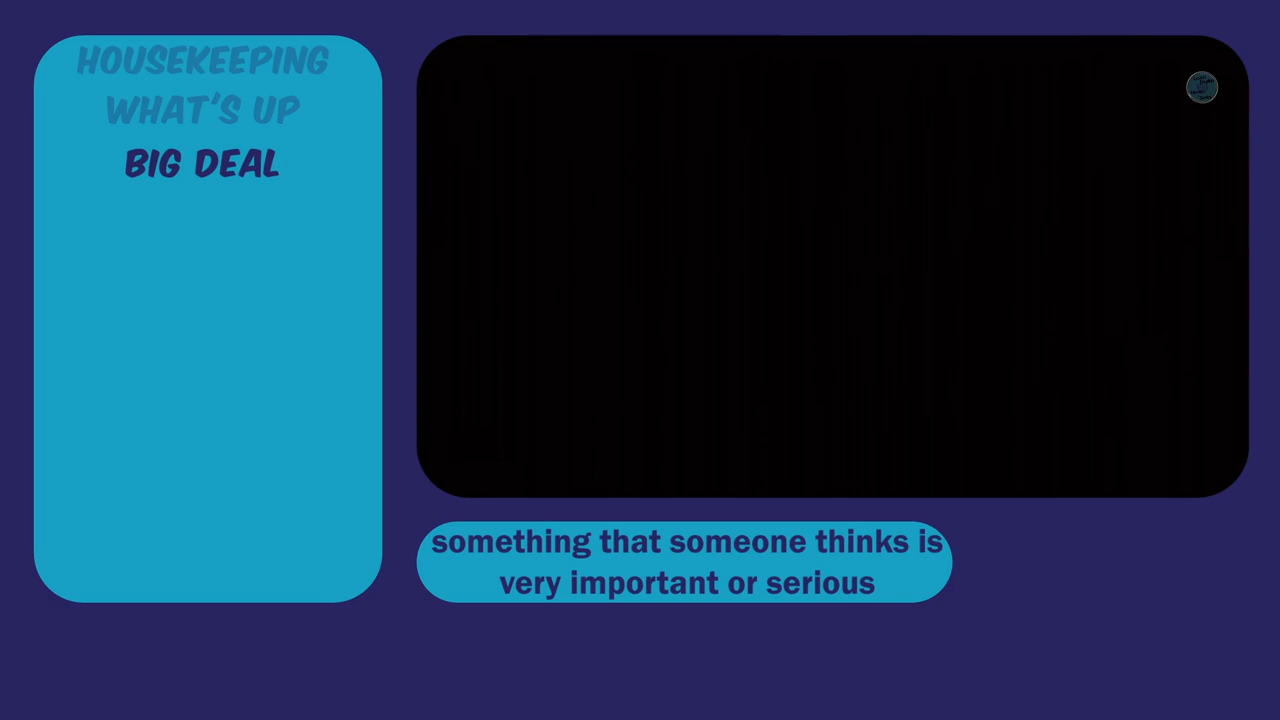 HOUSEKEEPING
WHAT'S UP
BIG DEAL
something that someone thinks is
very important or serious